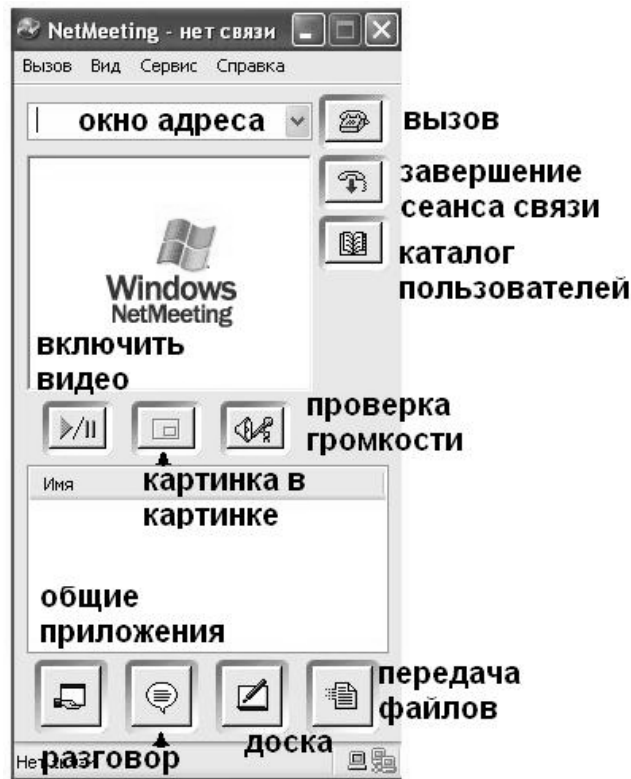 NetMeeting - нет связи
Вызов Вид Сервис Справка
окно адреса
вызов
завершение
сеанса связи
каталог
пользователей
Windows
NetMeeting
включить
видео
проверка
громкости
Имя
картинка в
картинке
общие
приложения
передача
файлов
доска
разговор
Нет